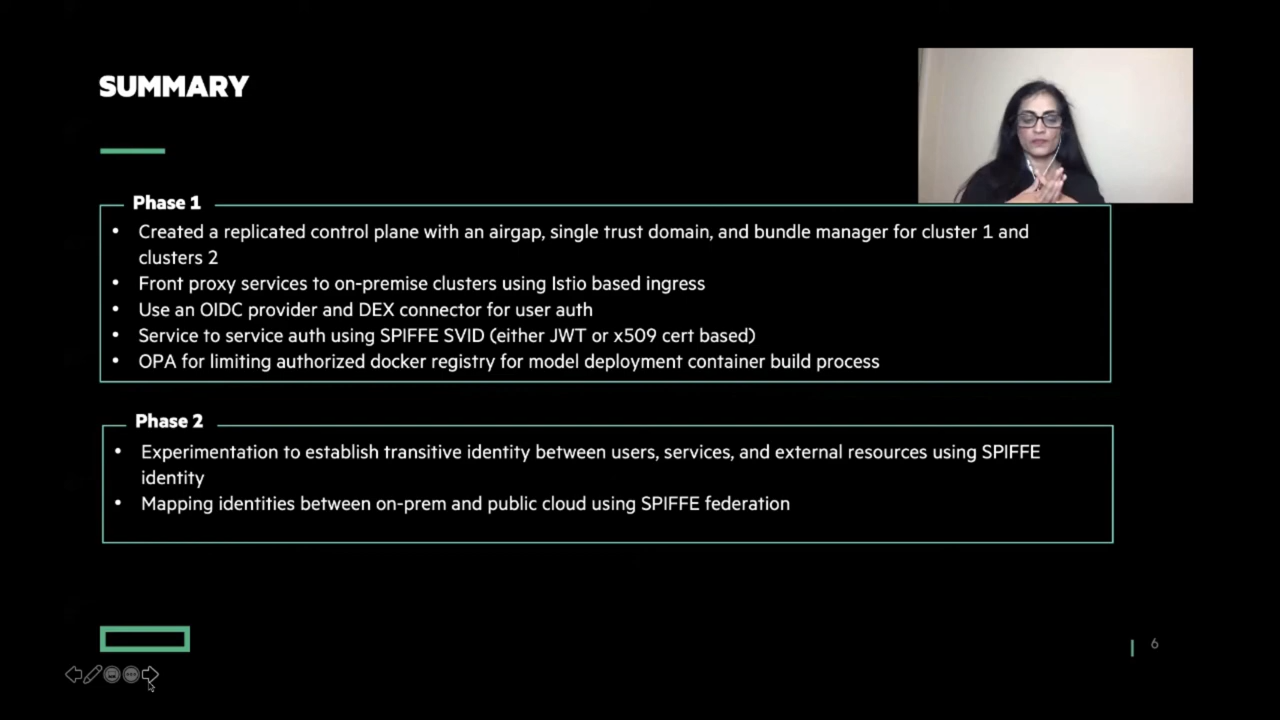 SUMMARY
Phase 1
• Created a replicated control plane with an airgap, single trust domain, and bundle manager for cluster 1 and
clusters 2
• Front proxy services to on-premise clusters using Istio based ingress
• Use an OIDC provider and DEX connector for user auth
• Service to service auth using SPIFFE SVID (either JWT or x509 cert based)
• OPA for limiting authorized docker registry for model deployment container build process
Phase 2
• Experimentation to establish transitive identity between users, services, and external resources using SPIFFE
identity
• Mapping identities between on-prem and public cloud using SPIFFE federation
6